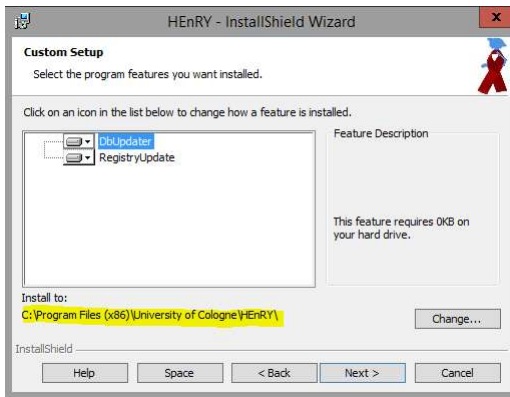 HEnRY - InstallShield Wizard
x
Custom Setup
Select the program features you want installed.
Click on an icon in the list below to change how a feature is installed.
DbUpdater
RegistryUpdate
Feature Description
This feature requires 0KB on
your hard drive.
Install to:
C:\Program Files (x86)\University of Cologne\HEnRY\
Change...
InstallShield
Help
Space
< Back
Next >
Cancel